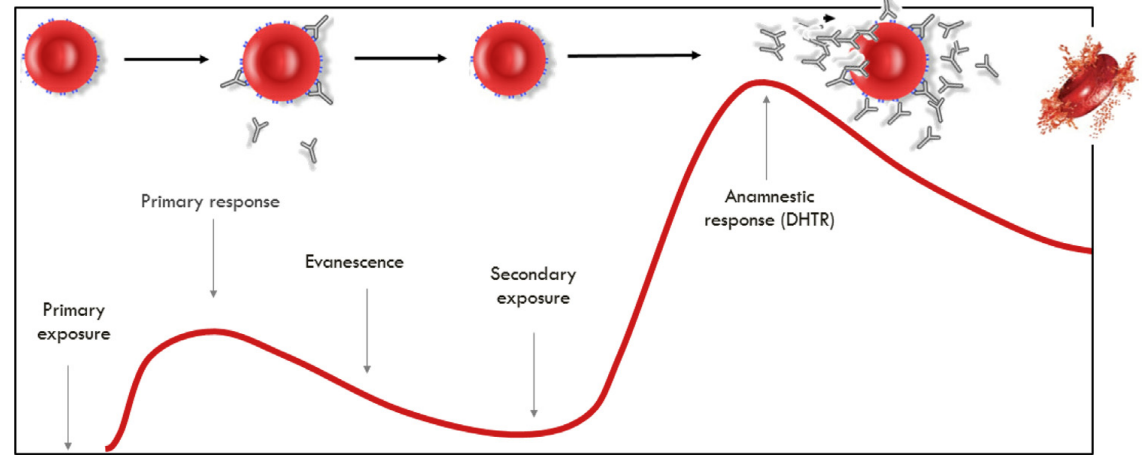 Primary
exposure
Primary response
Evanescence
Secondary
exposure
Anamnestic
response (DHTR)